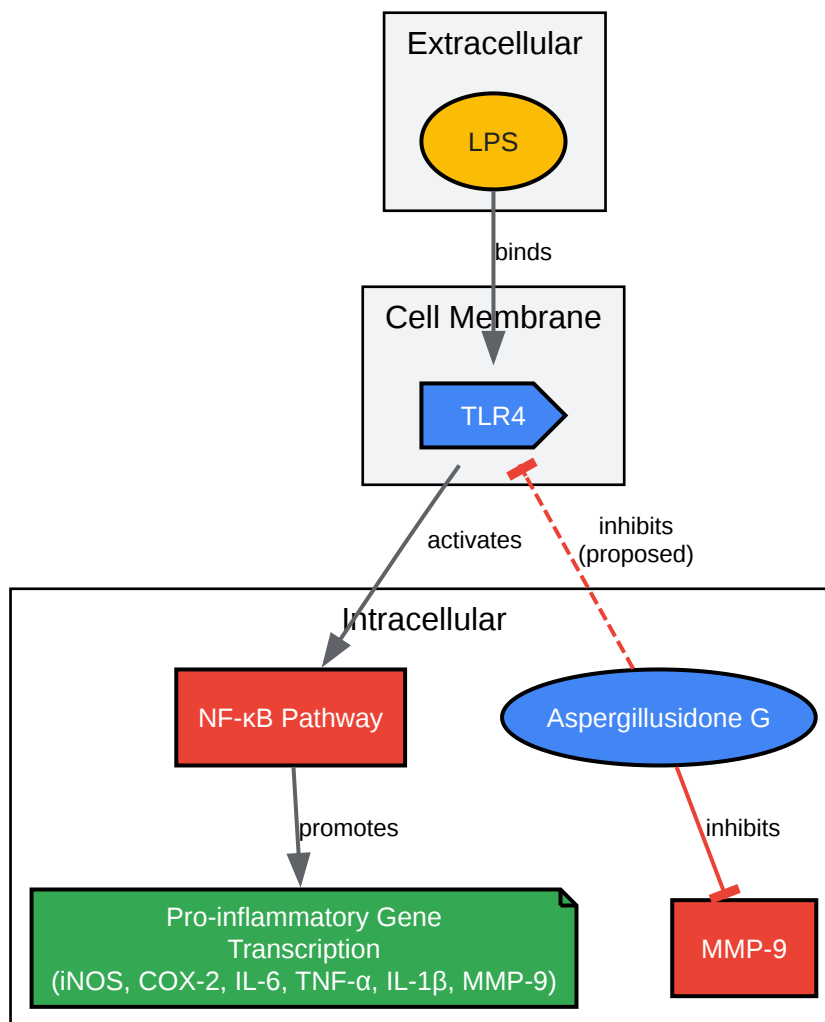 Extracellular
LPS
binds
Cell Membrane
TLR4
activates
inhibits
(proposed)
Intracellular
NF-κB Pathway
Aspergillusidone G
promotes
inhibits
Pro-inflammatory Gene
Transcription
(iNOS, COX-2, IL-6, TNF-α, IL-1β, MMP-9)
MMP-9